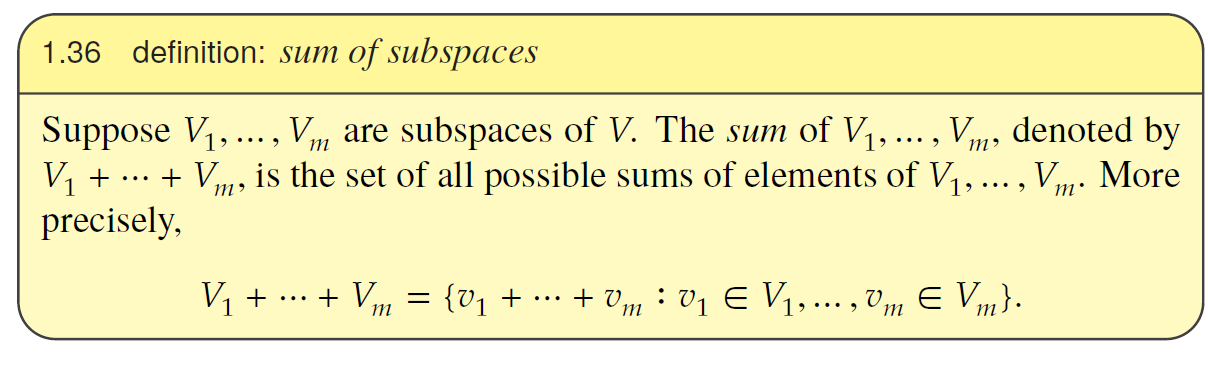 1.36 definition: sum of subspaces
Suppose V₁, … , Vₘ are subspaces of V. The sum of V₁, … , Vₘ, denoted by
V₁ + ⋯ + Vₘ, is the set of all possible sums of elements of V₁, … , Vₘ. More
precisely,
V₁ + ⋯ + Vₘ = {v₁ + ⋯ + vₘ : v₁ ∈ V₁, … , vₘ ∈ Vₘ}.